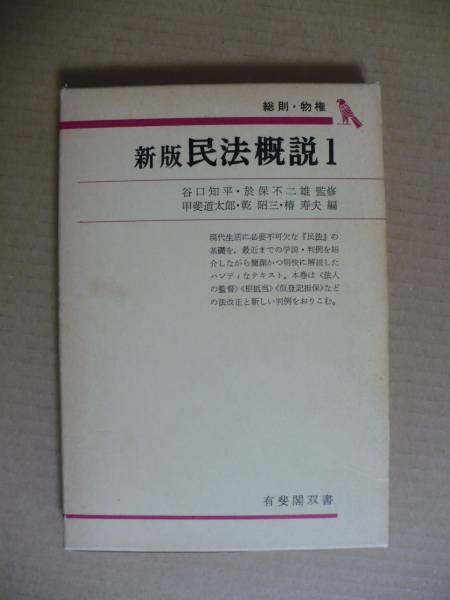 総則・物権
新版 民法概説1
谷口知平・於保不二雄 監修
甲斐道太郎・乾 昭三・椿 寿夫 編
現代生活に必要不可欠な『民法』の
基礎を、最近までの学説・判例を紹
介しながら簡潔かつ明快に解説した
ハンディなテキスト。本巻は〈法人
の監督〉〈根抵当〉〈仮登記担保〉など
の法改正と新しい判例をおりこむ。
有斐閣双書